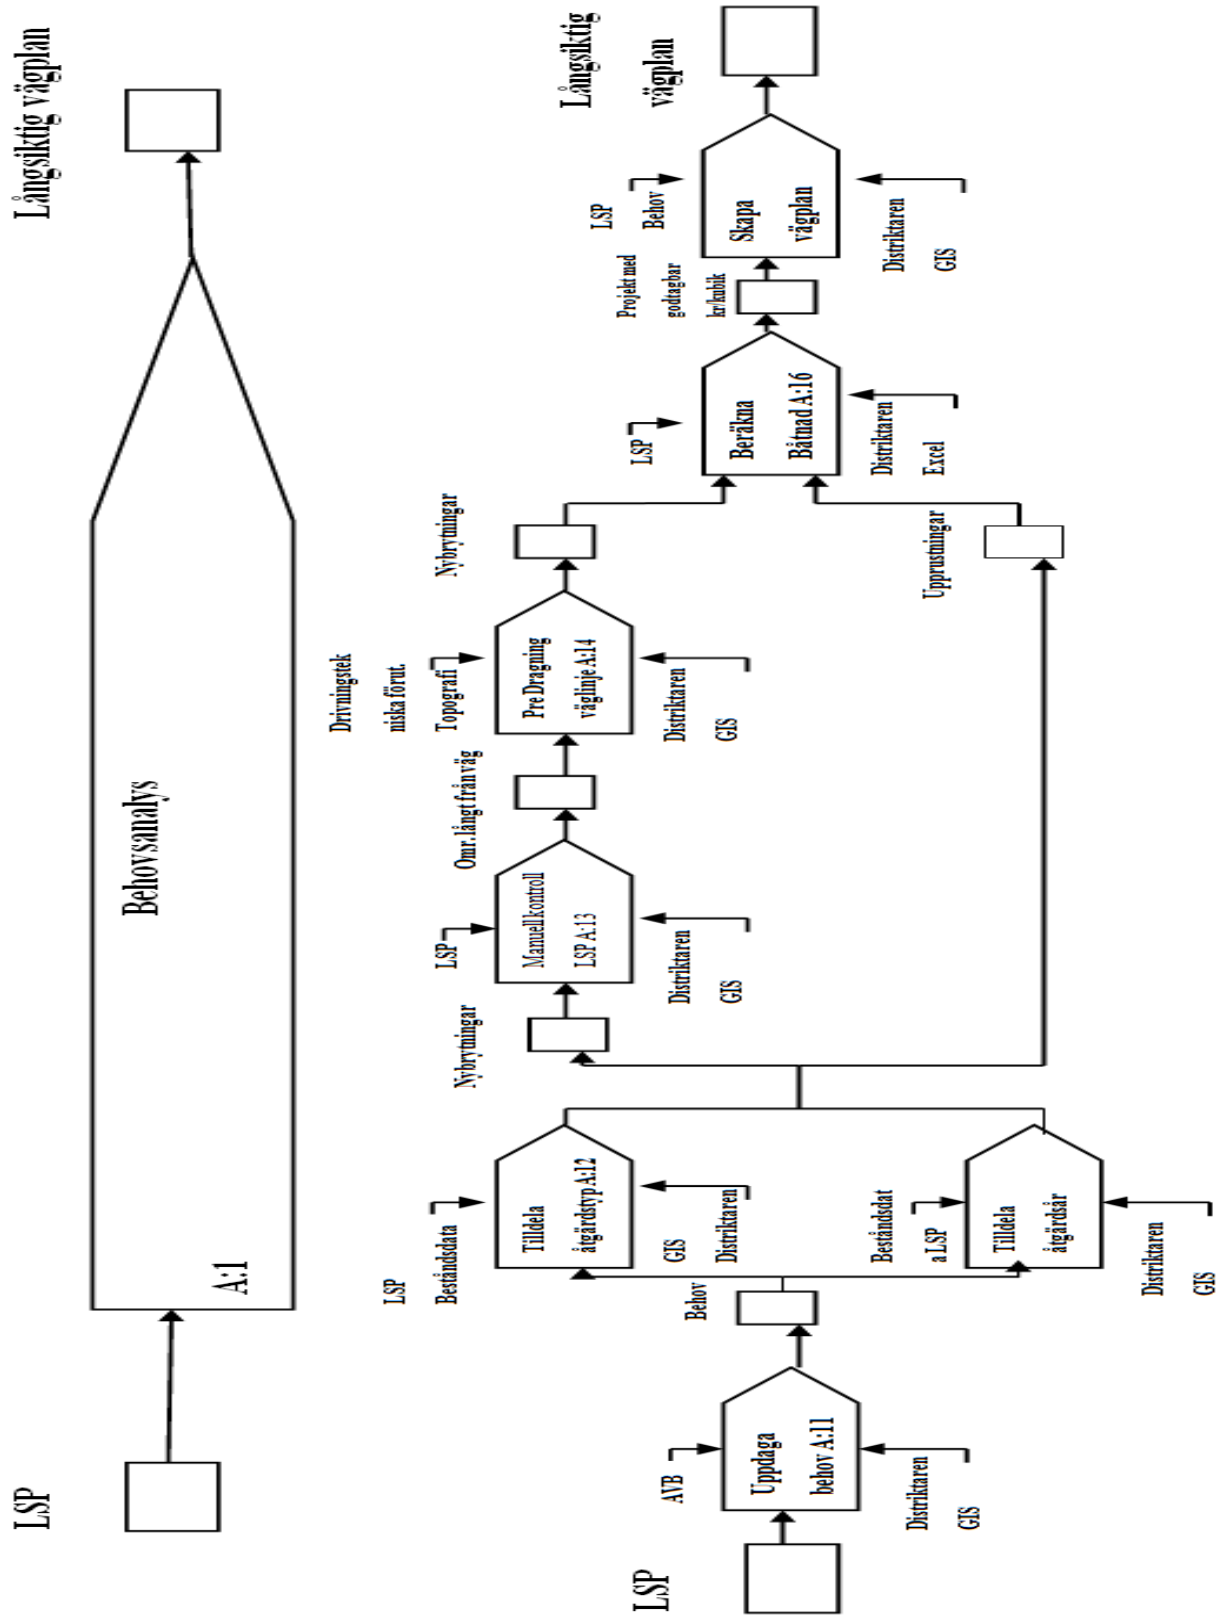 LSP
A:1
Behovsanalys
Långsiktig vägplan
LSP
AVB
Uppdaga
behov A:11
Distriktaren
GIS
Behov
LSP
Beståndsdata
Tilldela
åtgärdstyp A:12
GIS
Distriktaren
Beståndsdat
a LSP
Tilldela
åtgärdsår
Distriktaren
GIS
Nybrytningar
LSP
Manuell kontroll
LSP A:13
Distriktaren
GIS
Omr. långt från väg
Drivningstek
niska förut.
Topografi
Pre Dragning
väglinje A:14
Distriktaren
GIS
Nybrytningar
Upprustningar
LSP
Beräkna
Båtnad A:16
Distriktaren
Excel
Projekt med
godtagbar
kr/kubik
LSP
Behov
Skapa
vägplan
Distriktaren
GIS
Långsiktig
vägplan